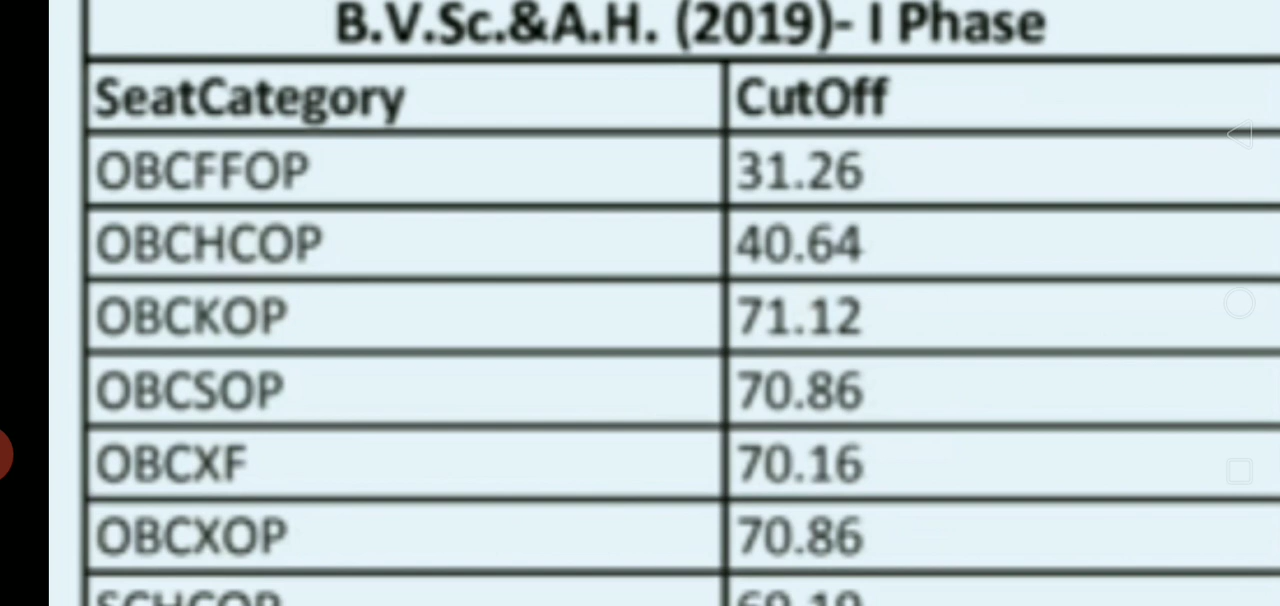 B.V.Sc.&A.H. (2019)- I Phase
SeatCategory CutOff
OBCFFOP 31.26
OBCHCOP 40.64
OBCKOP 71.12
OBCSOP 70.86
OBCXF 70.16
OBCXOP 70.86